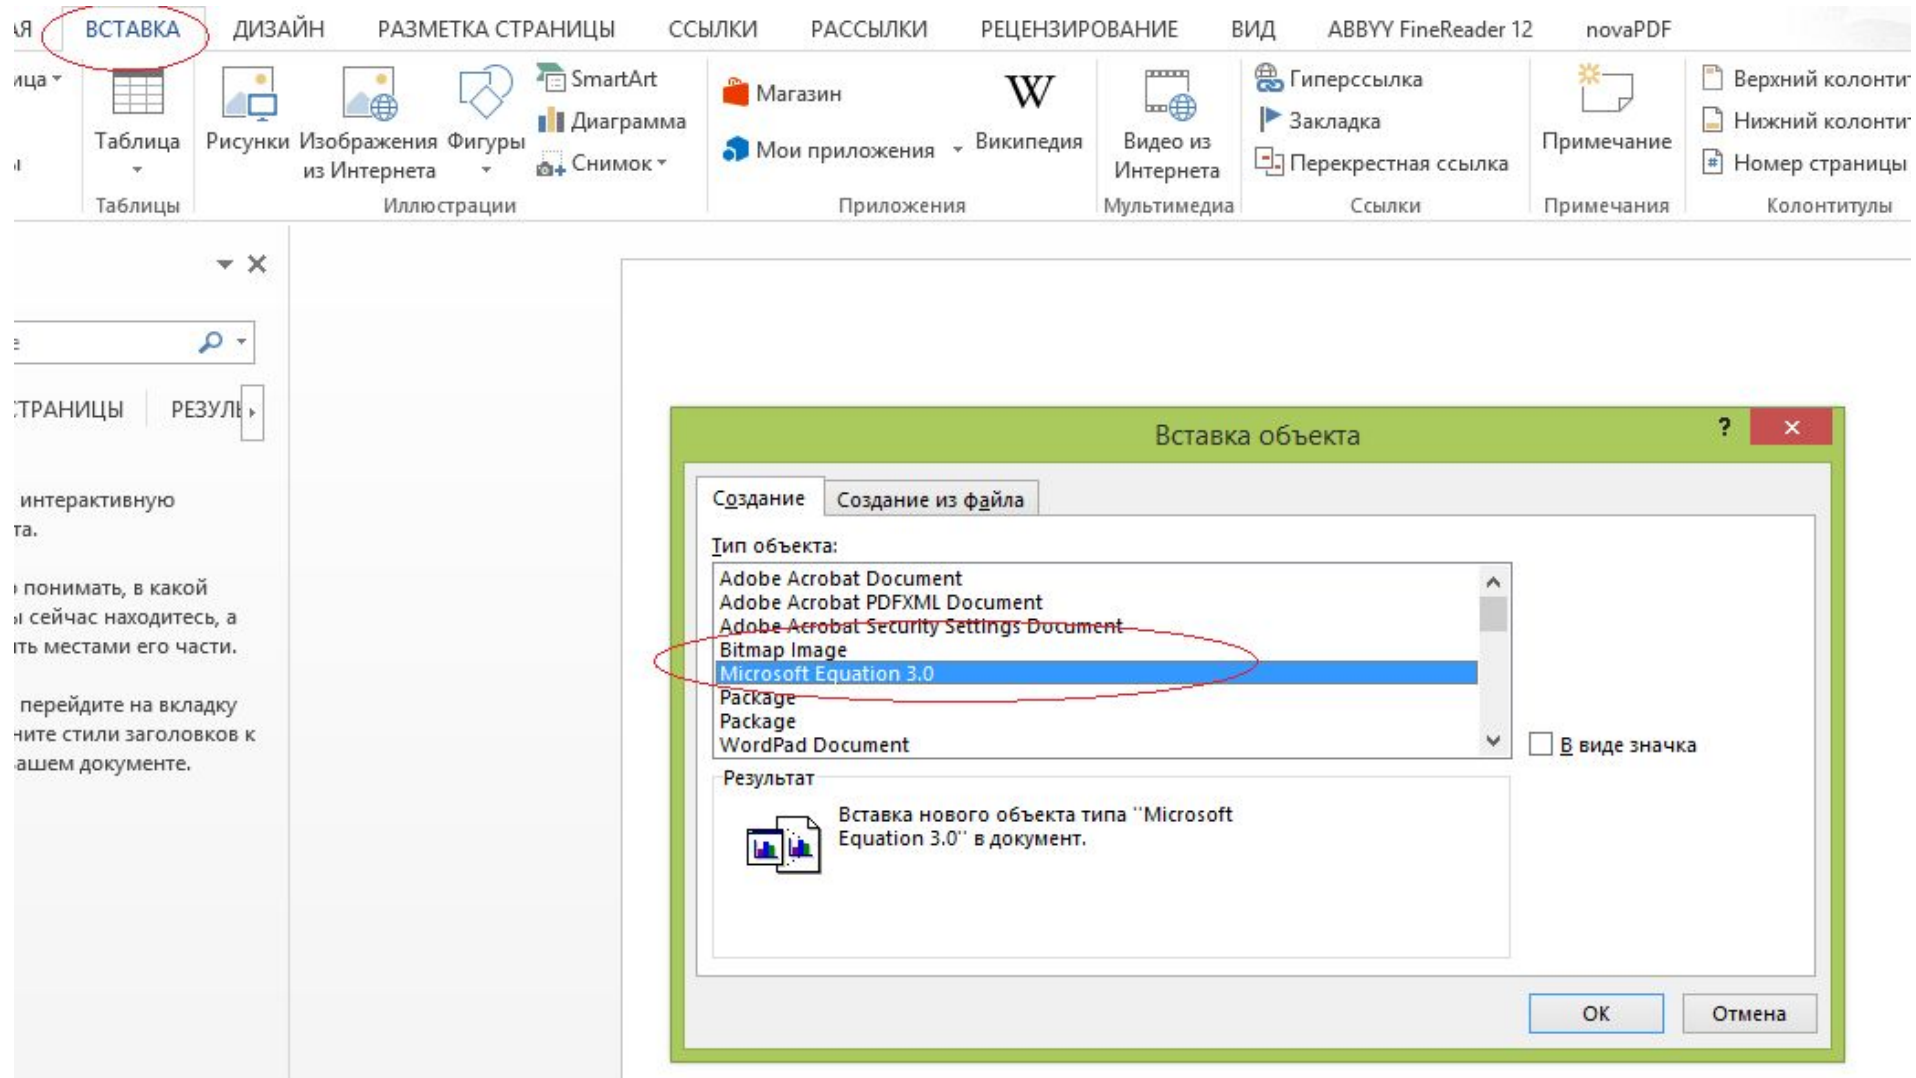 АЯ ВСТАВКА ДИЗАЙН РАЗМЕТКА СТРАНИЦЫ ССЫЛКИ РАССЫЛКИ РЕЦЕНЗИРОВАНИЕ ВИД ABBYY FineReader 12 novaPDF
ица
Таблица
Таблицы
Рисунки
Изображения
из Интернета
Фигуры
SmartArt
Диаграмма
Снимок
Иллюстрации
Магазин
Мои приложения
W
Википедия
Приложения
Видео из
Интернета
Мультимедиа
Гиперссылка
Закладка
Перекрестная ссылка
Ссылки
Примечание
Примечания
Верхний колонти
Нижний колонти
Номер страницы
Колонтитулы
ТРАНИЦЫ РЕЗУЛЬ
интерактивную
та.
понимать, в какой
ы сейчас находитесь, а
ть местами его части.
перейдите на вкладку
ните стили заголовков к
ашем документе.
Вставка объекта
?
Создание Создание из файла
Тип объекта:
Adobe Acrobat Document
Adobe Acrobat PDFXML Document
Adobe Acrobat Security Settings Document
Bitmap Image
Microsoft Equation 3.0
Package
Package
WordPad Document
В виде значка
Результат
Вставка нового объекта типа "Microsoft
Equation 3.0" в документ.
ОК Отмена